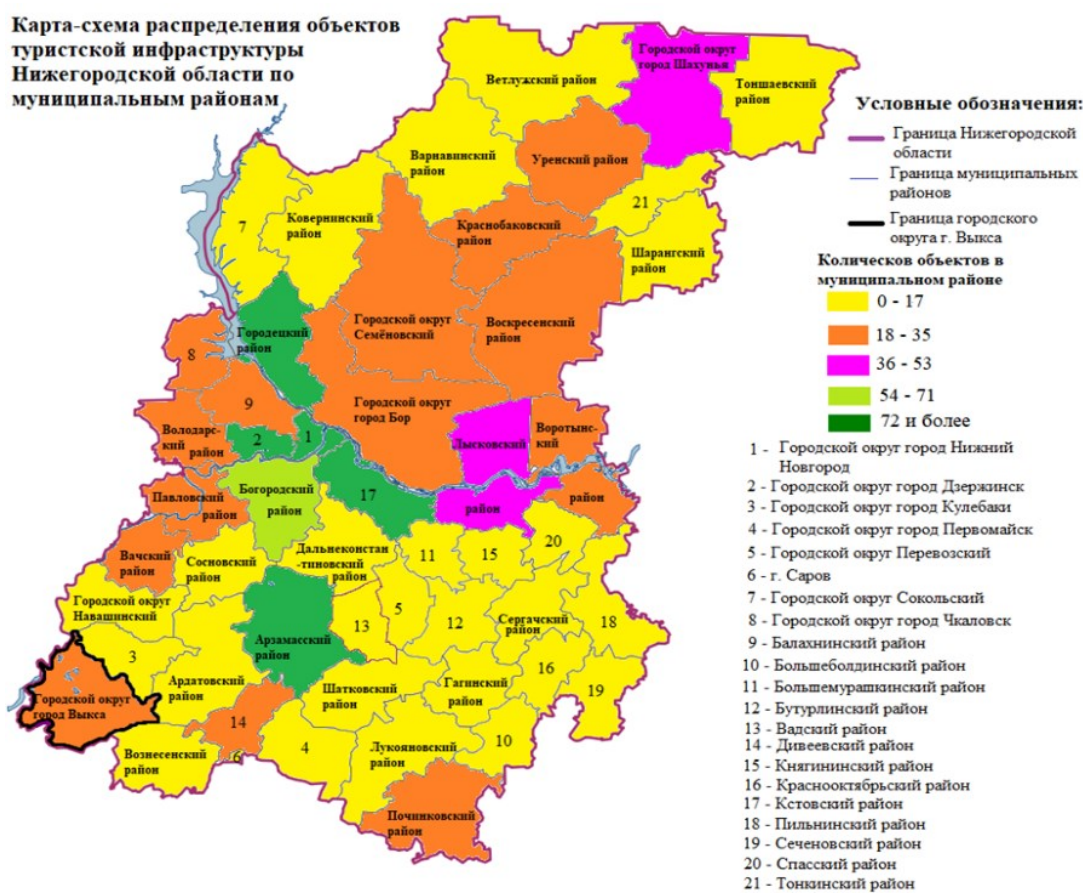 Карта-схема распределения объектов
туристской инфраструктуры
Нижегородской области по
муниципальным районам
Городской округ
город Шахунья
Ветлужский район
Тоншаевский
район
Варнавинский
район
Уренский район
21
Шарангский
район
7
Ковернинский
район
Краснобаковский
район
Городской округ
Семёновский
Воскресенский
район
Городецкий
район
8
9
Городской округ
город Бор
Володар-
ский район
2
1
Лысковский
район
Воротынс-
кий
район
Павловский
район
Богородский
район
17
Вачский
район
Сосновский
район
Дальнеконстан
-тиновский
район
11
15
20
Городской округ
Навашинский
3
Арзамасский
район
13
5
12
Сергачский
район
18
16
19
Городской округ
город Выкса
Ардатовский
район
14
Шатковский
район
Гагинский
район
Вознесенский
район
6
4
Лукояновский
район
10
Починковский
район
Условные обозначения:
Граница Нижегородской
области
Граница муниципальных
районов
Граница городского
округа г. Выкса
Количесов объектов в
муниципальном районе
0 - 17
18 - 35
36 - 53
54 - 71
72 и более
1 - Городской округ город Нижний
Новгород
2 - Городской округ город Дзержинск
3 - Городской округ город Кулебаки
4 - Городской округ город Первомайск
5 - Городской округ Перевозский
6 - г. Саров
7 - Городской округ Сокольский
8 - Городской округ город Чкаловск
9 - Балахнинский район
10 - Большеболдинский район
11 - Большемурашкинский район
12 - Бутурлинский район
13 - Вадский район
14 - Дивеевский район
15 - Княгининский район
16 - Краснооктябрьский район
17 - Кстовский район
18 - Пильнинский район
19 - Сеченовский район
20 - Спасский район
21 - Тонкинский район